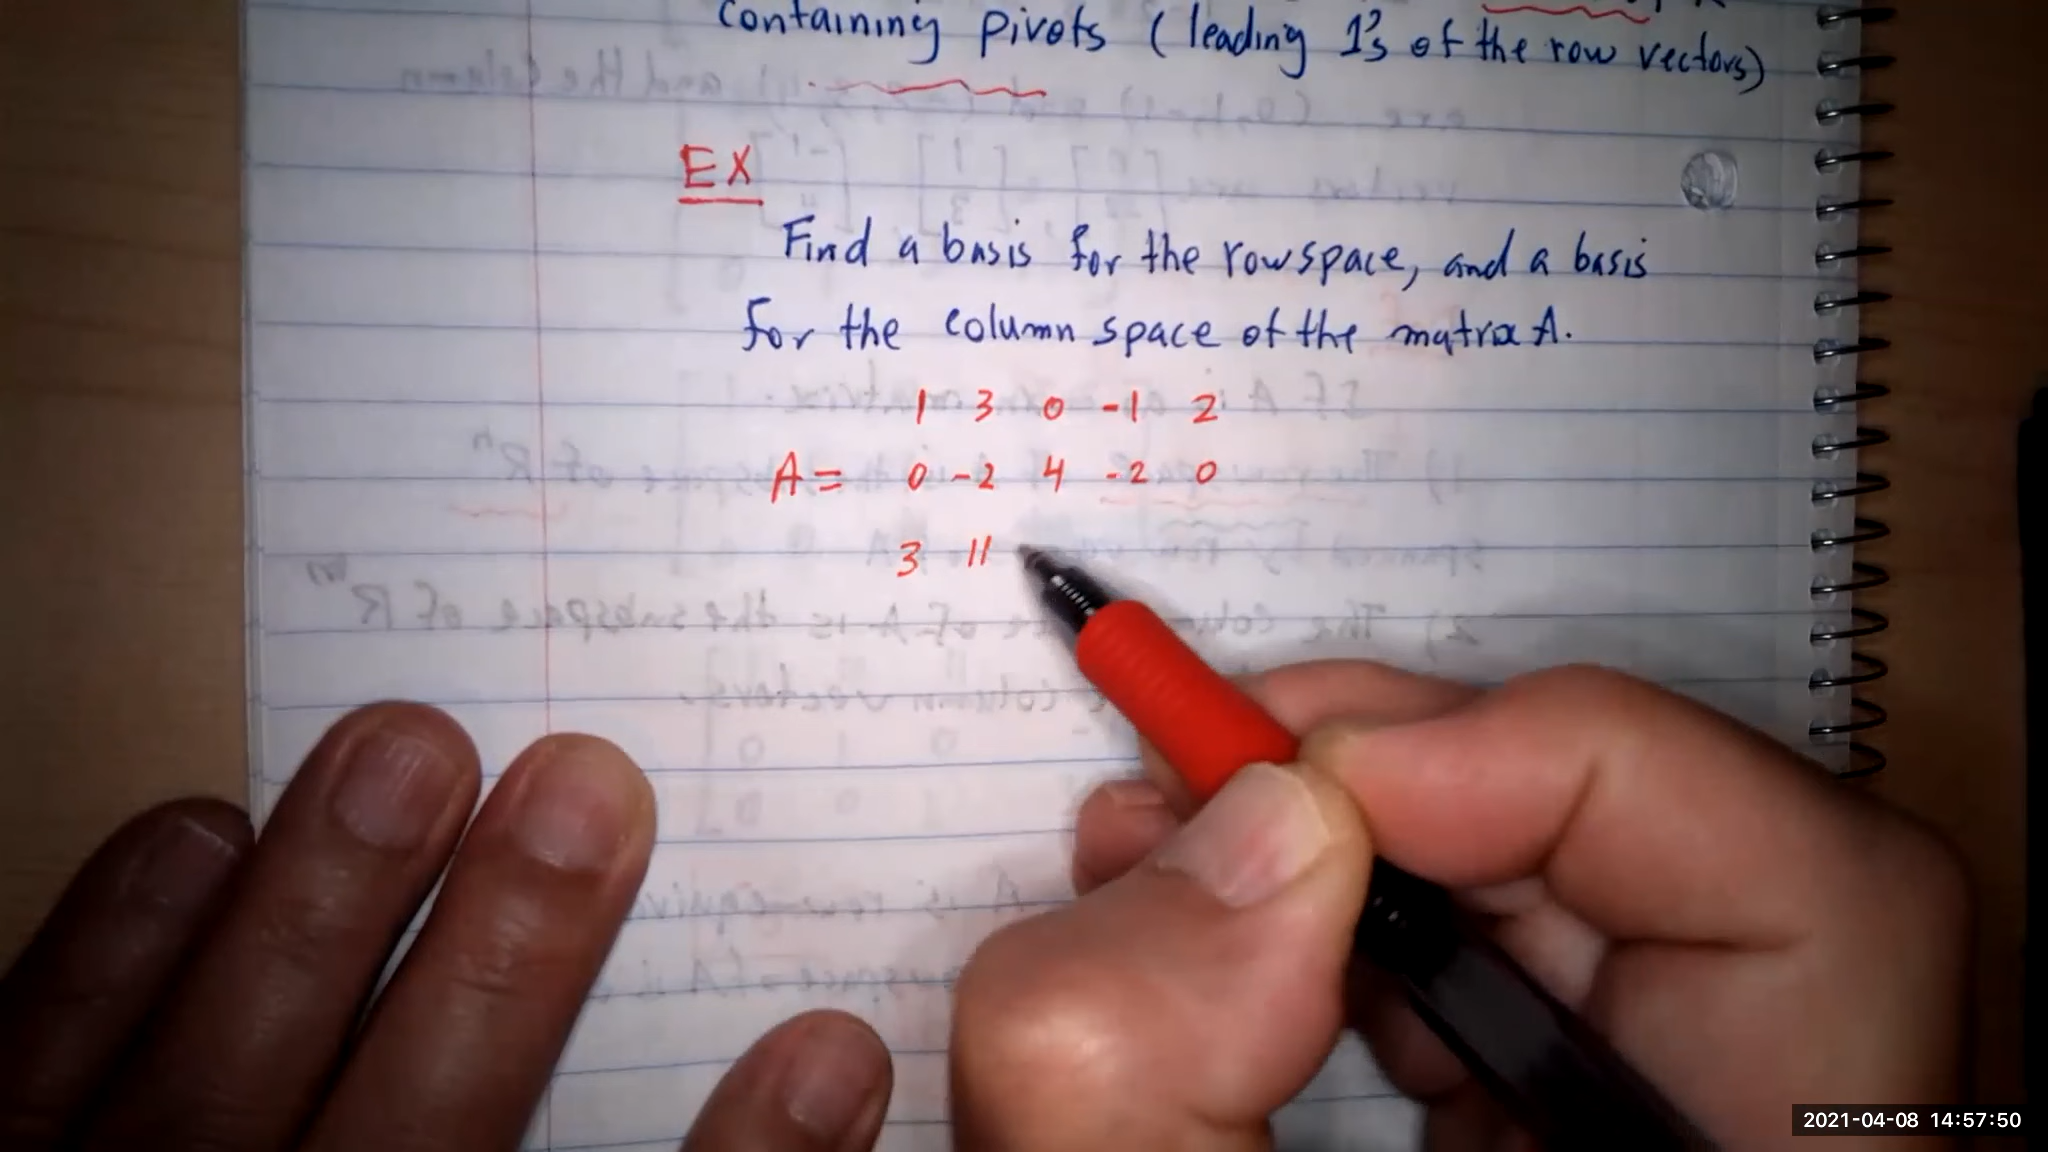 containing pivots (leading 1's of the row vectors)
EX
Find a basis for the rowspace, and a basis
for the column space of the matrix A.
1 3 0 -1 2
A = 0 -2 4 -2 0
3 11
2021-04-08 14:57:50